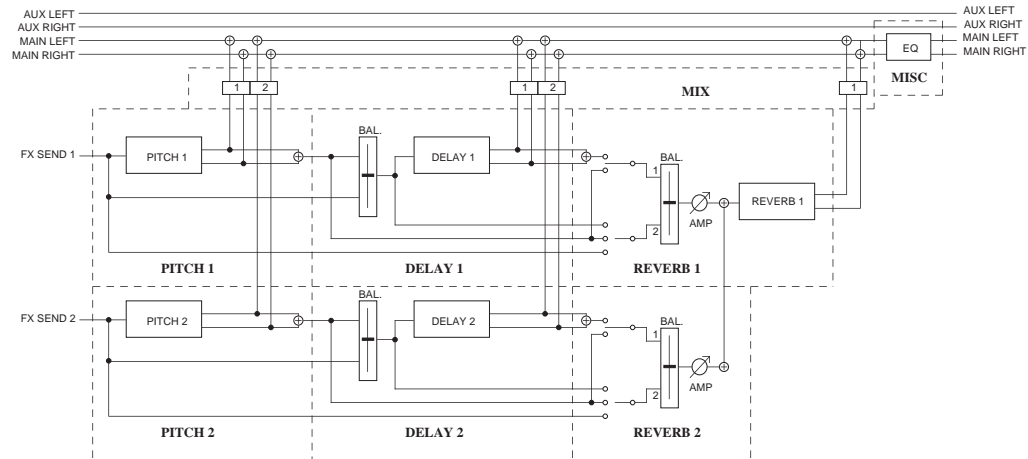 AUX LEFT
AUX LEFT
AUX RIGHT
AUX RIGHT
MAIN LEFT
MAIN LEFT
MAIN RIGHT
EQ
MAIN RIGHT
MISC
1
2
1
2
MIX
1
BAL.
FX SEND 1
PITCH 1
DELAY 1
BAL.
1
REVERB 1
AMP
2
PITCH 1
DELAY 1
REVERB 1
BAL.
FX SEND 2
PITCH 2
DELAY 2
BAL.
1
AMP
2
PITCH 2
DELAY 2
REVERB 2